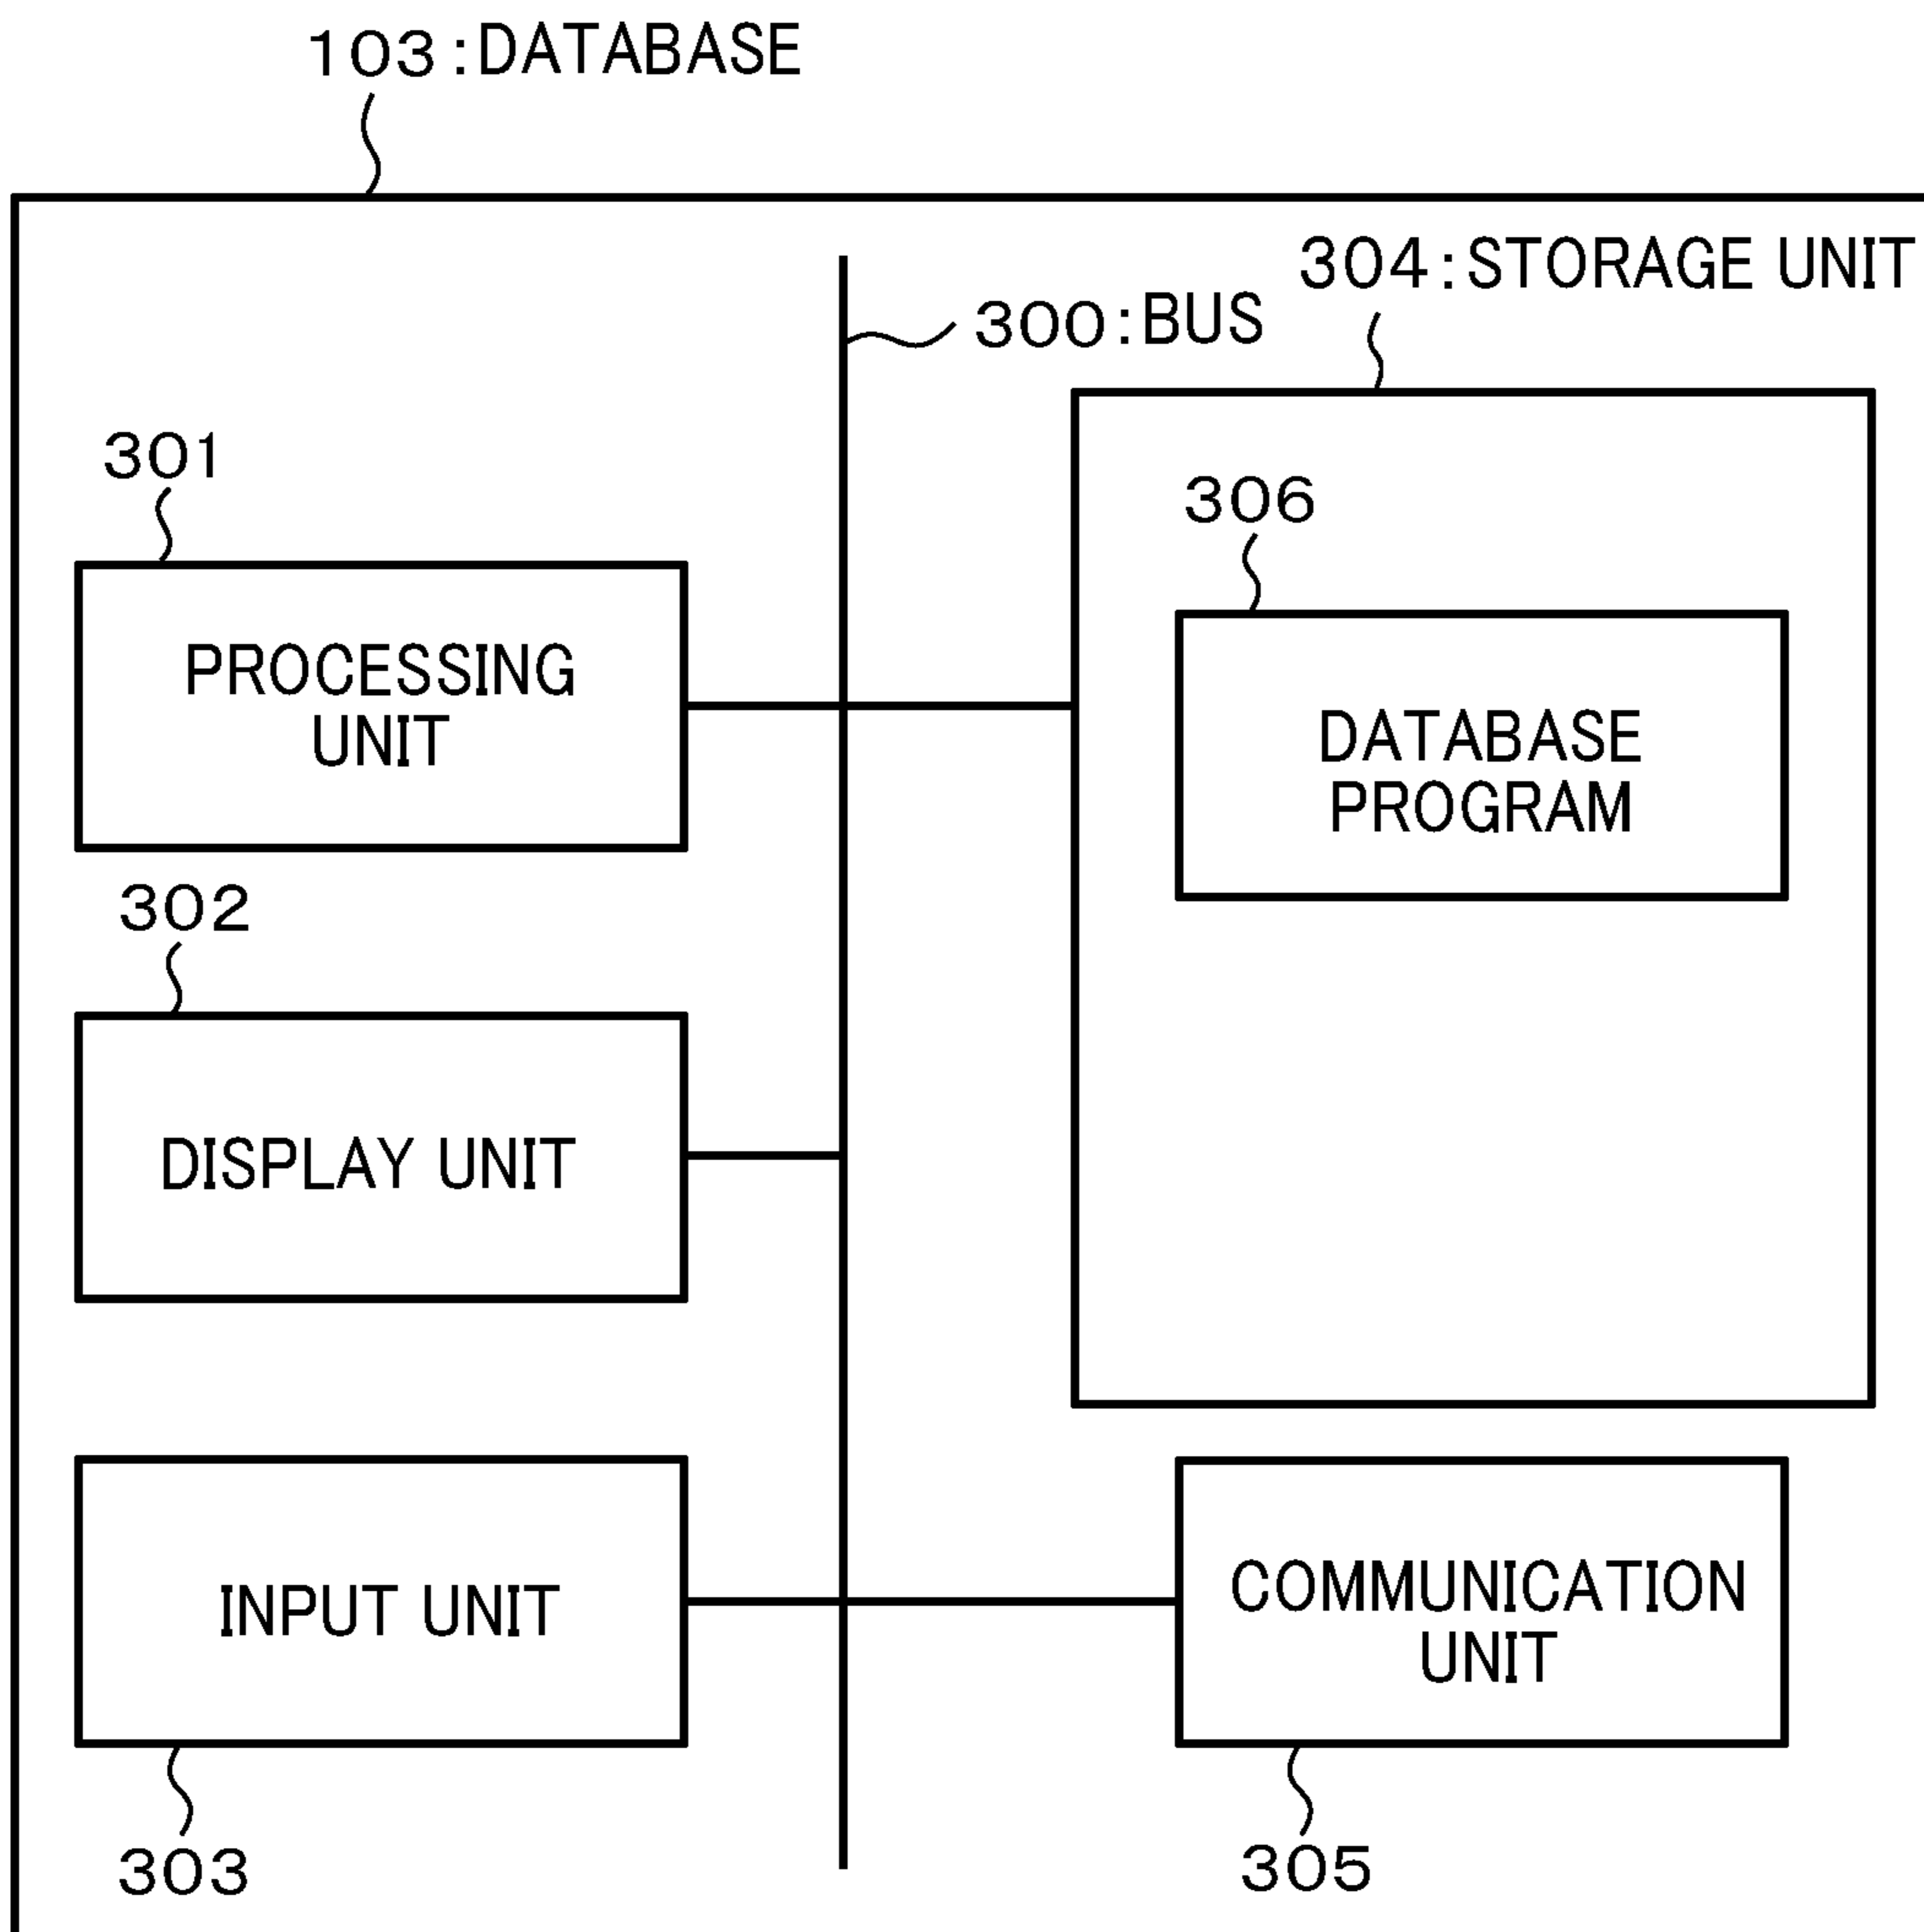 103:DATABASE
304:STORAGE UNIT
300:BUS
301
306
PROCESSING
UNIT
DATABASE
PROGRAM
302
DISPLAY UNIT
INPUT UNIT
COMMUNICATION
UNIT
303
305